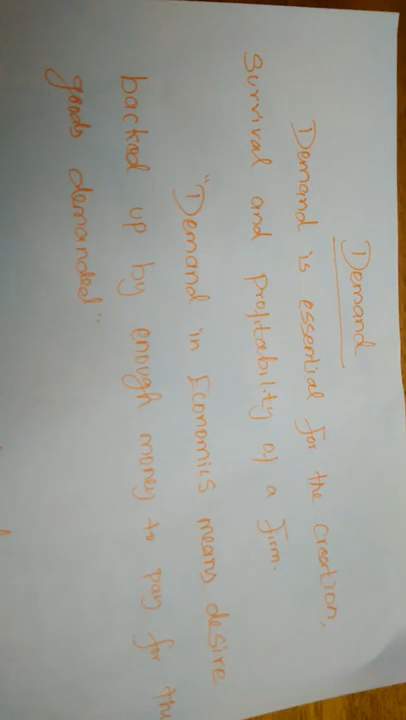 Demand
Demand is essential for the creation,
Survival and Profitability of a firm.
"Demand in Economics means desire
backed up by enough money to pay for the
goods demanded"